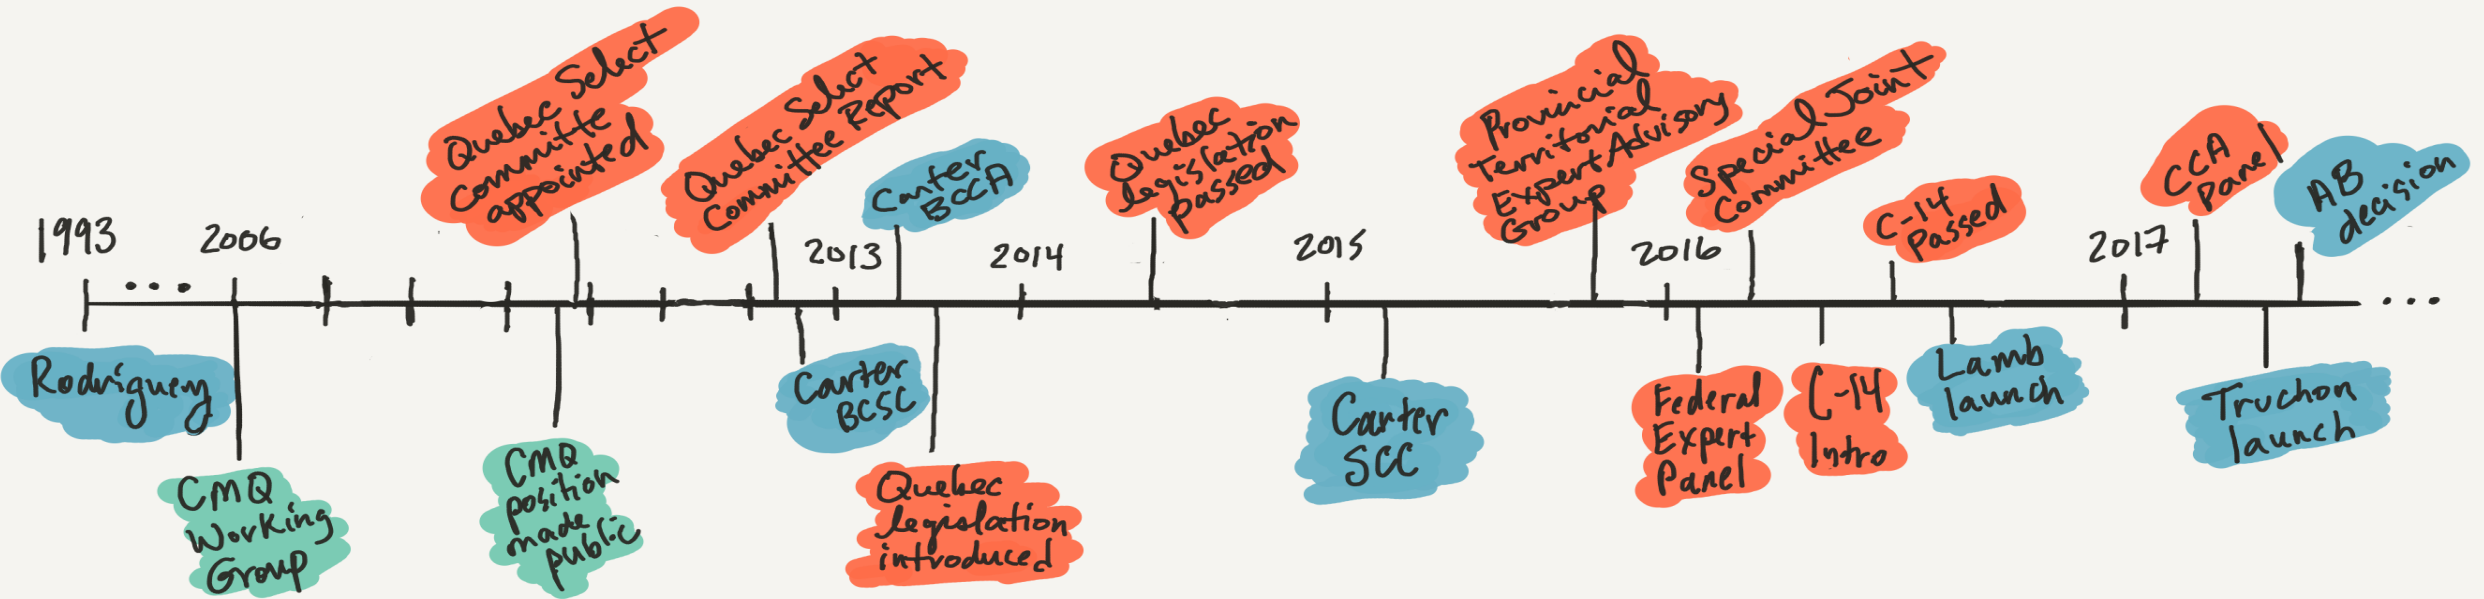 1993
2006
Quebec Select
Committe
appointed
Quebec Select
Committee Report
2013
Carter
BCCA
2014
Quebec
legislation
passed
2015
Provincial
Territorial
Expert Advisory
Group
2016
Special Joint
Committee
C-14
Passed
2017
CCA
Panel
AB
decision
Rodriguez
CMQ
Working
Group
CMQ
position
made
public
Carter
BCSC
Quebec
legislation
introduced
Carter
SCC
Federal
Expert
Panel
C-14
Intro
Lamb
launch
Truchon
launch